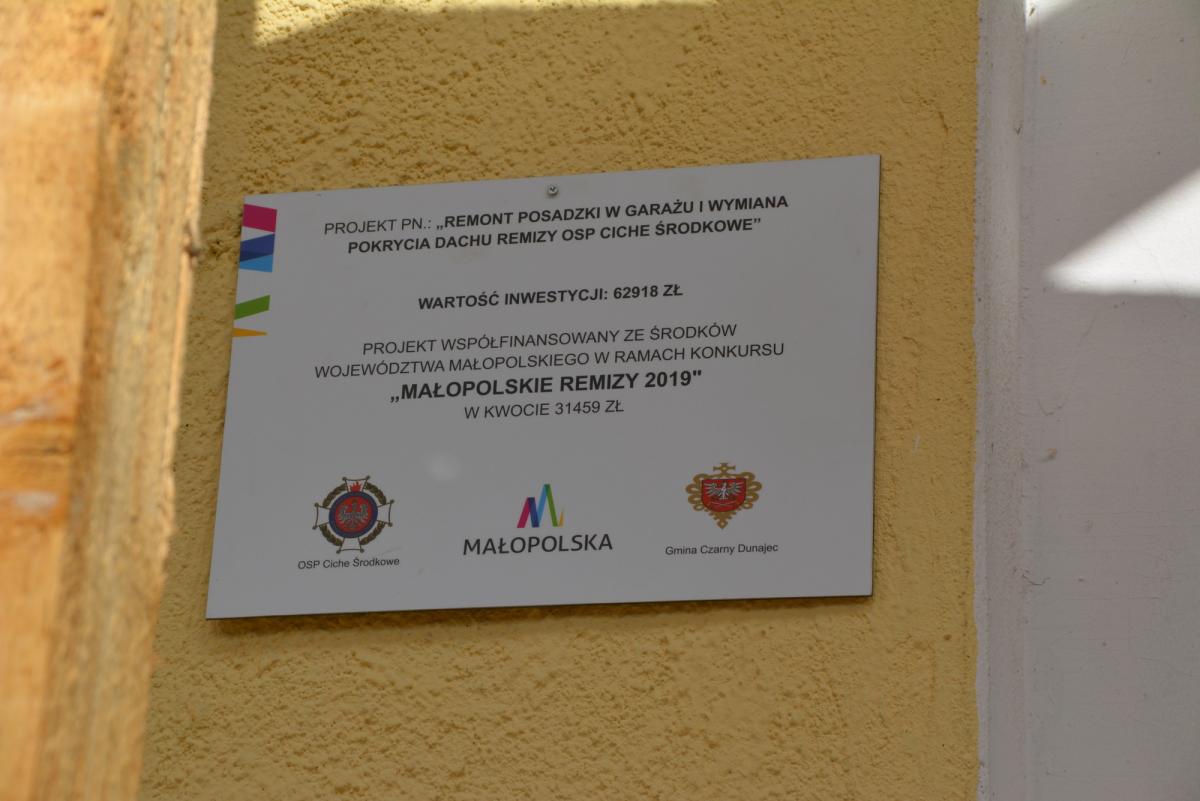 PROJEKT PN.: „REMONT POSADZKI W GARAŻU I WYMIANA
POKRYCIA DACHU REMIZY OSP CICHE ŚRODKOWE”
WARTOŚĆ INWESTYCJI: 62918 ZŁ
PROJEKT WSPÓŁFINANSOWANY ZE ŚRODKÓW
WOJEWÓDZTWA MAŁOPOLSKIEGO W RAMACH KONKURSU
„MAŁOPOLSKIE REMIZY 2019"
W KWOCIE 31459 ZŁ
OSP Ciche Środkowe
MAŁOPOLSKA
Gmina Czarny Dunajec